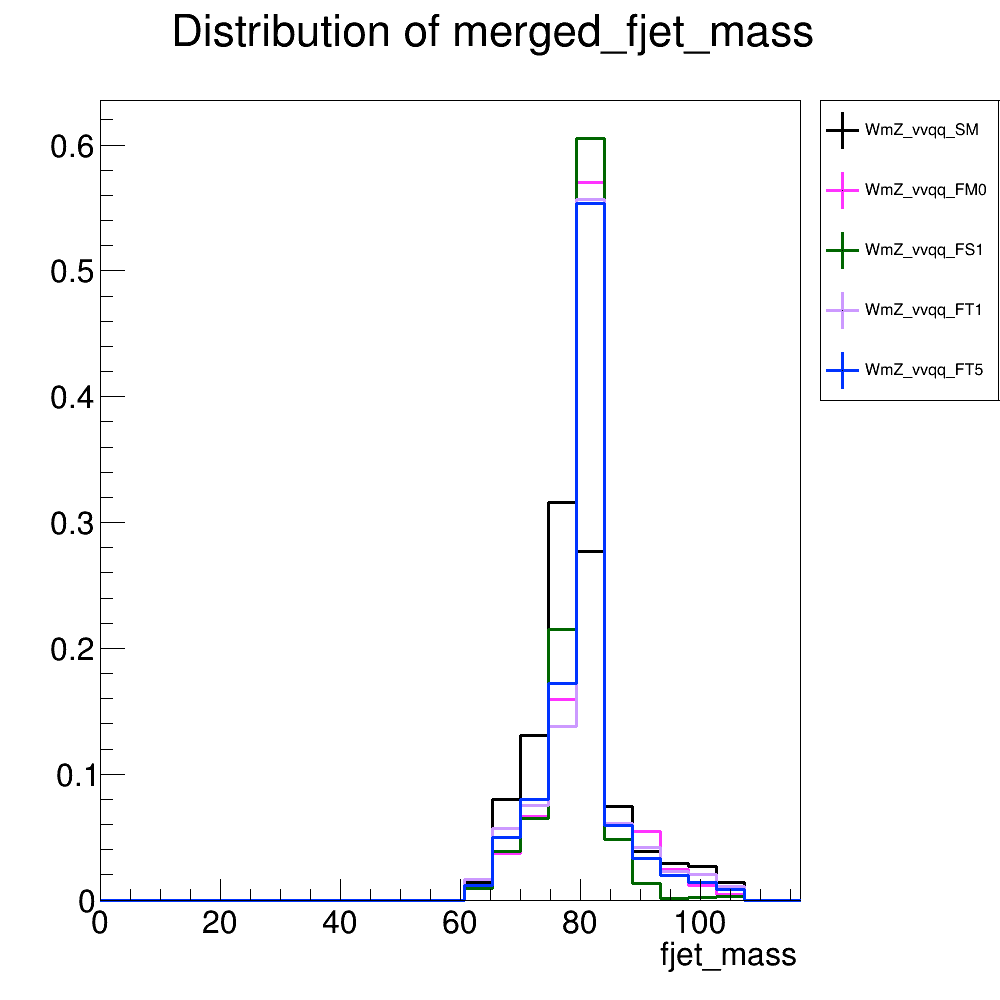 Distribution of merged_fjet_mass
0.6
0.5
0.4
0.3
0.2
0.1
0
0 20 40 60 80 100
fjet_mass
WmZ_vvqq_SM
WmZ_vvqq_FM0
WmZ_vvqq_FS1
WmZ_vvqq_FT1
WmZ_vvqq_FT5